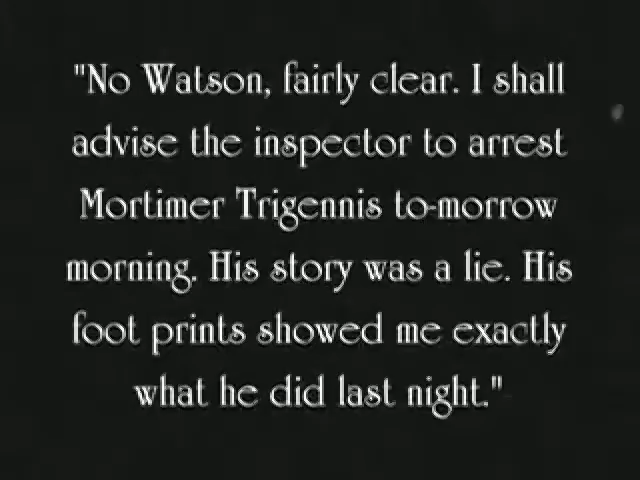 "No Watson, fairly clear. I shall
advise the inspector to arrest
Mortimer Trigennis to-morrow
morning. His story was a lie. His
foot prints showed me exactly
what he did last night."